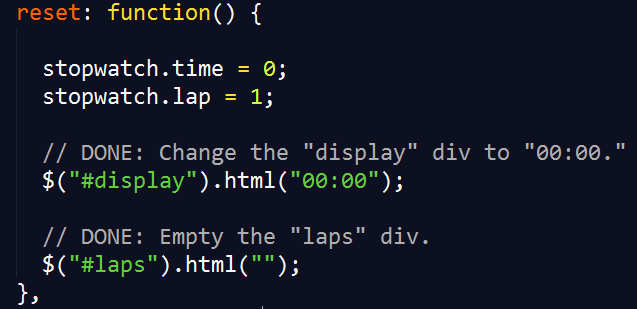 reset: function() {
stopwatch.time = 0;
stopwatch.lap = 1;
// DONE: Change the "display" div to "00:00."
$("#display").html("00:00");
// DONE: Empty the "laps" div.
$("#laps").html("");
},